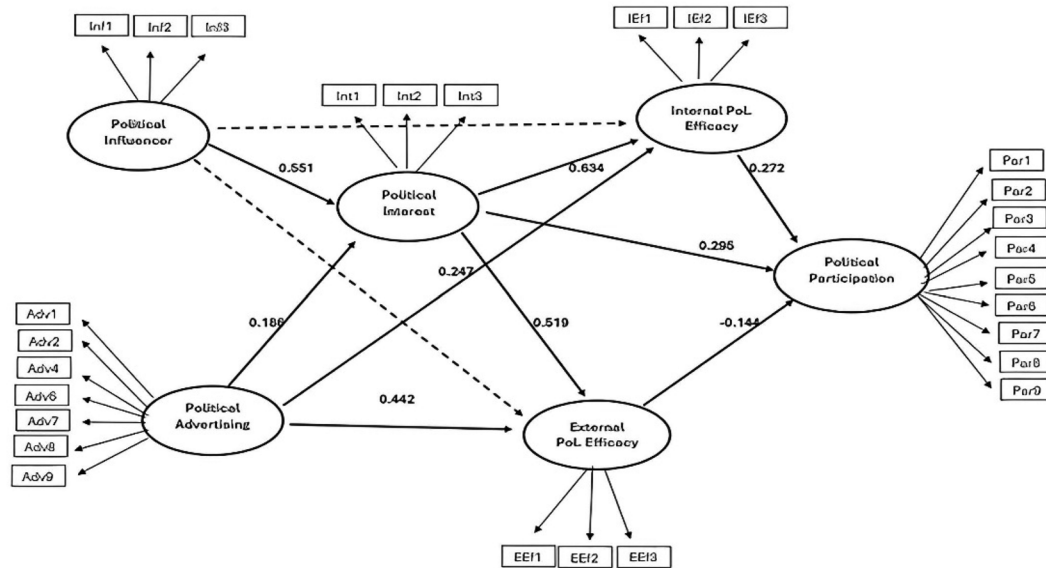 Inf1 Inf2 Inf3
IEf1 IEf2 IEf3
Int1 Int2 Int3
Political
Influencer
Internal PoL
Efficacy
0.551
0.634
0.272
Political
Interest
Par1
Par2
Par3
Par4
Par5
Par6
Par7
Par8
Par9
0.295
Political
Participation
0.247
0.186
0.519
-0.144
Adv1
Adv2
Adv4
Adv6
Adv7
Adv8
Adv9
Political
Advertising
0.442
External
PoL Efficacy
EEf1 EEf2 EEf3